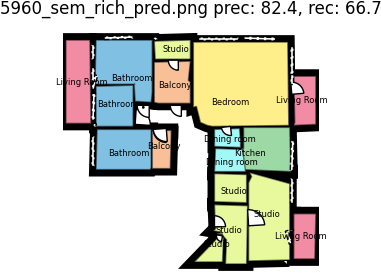 5960_sem_rich_pred.png prec: 82.4, rec: 66.7
Studio
Living Room
Bathroom
Balcony
Bathroom
Bedroom
Living Room
Dining room
Balcony
Bathroom
Kitchen
Dining room
Studio
Studio
Studio
Living Room
Studio